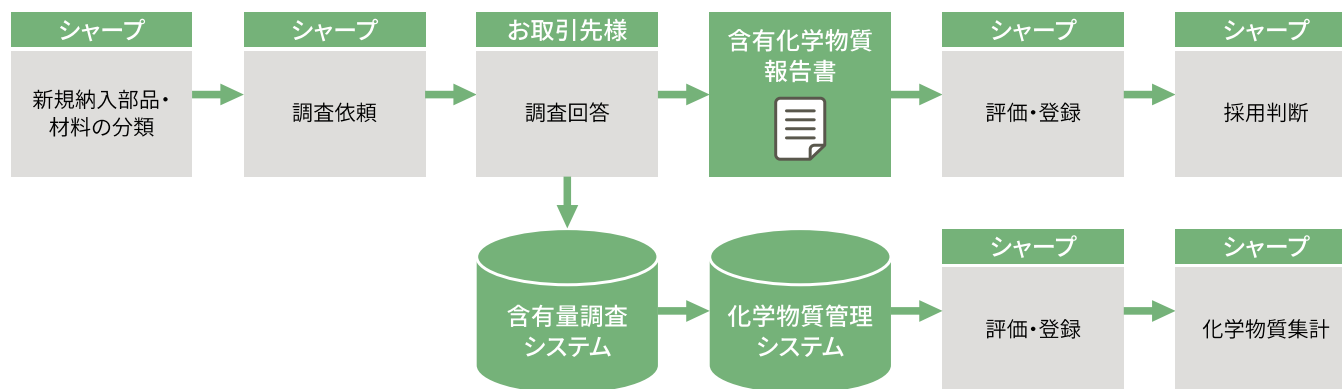 シャープ
新規納入部品・
材料の分類
シャープ
調査依頼
お取引先様
調査回答
含有化学物質
報告書
シャープ
評価・登録
シャープ
採用判断
含有量調査
システム
化学物質管理
システム
シャープ
評価・登録
シャープ
化学物質集計